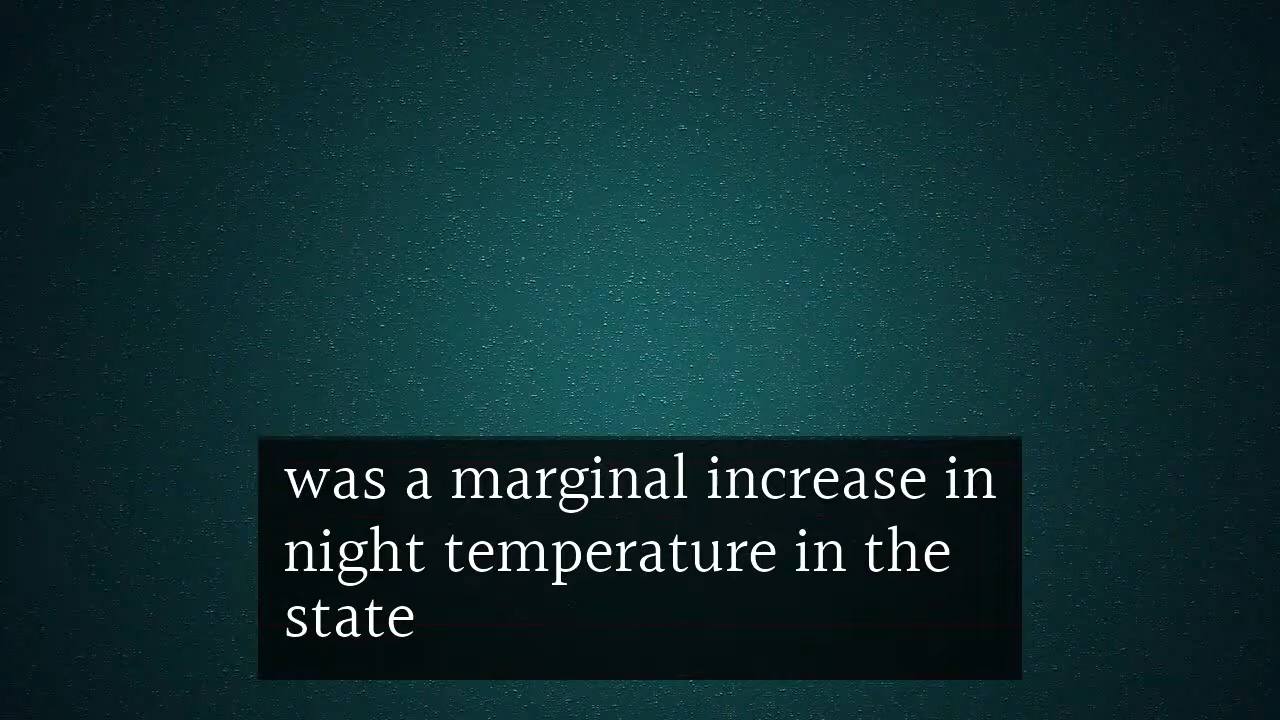 was a marginal increase in
night temperature in the
state